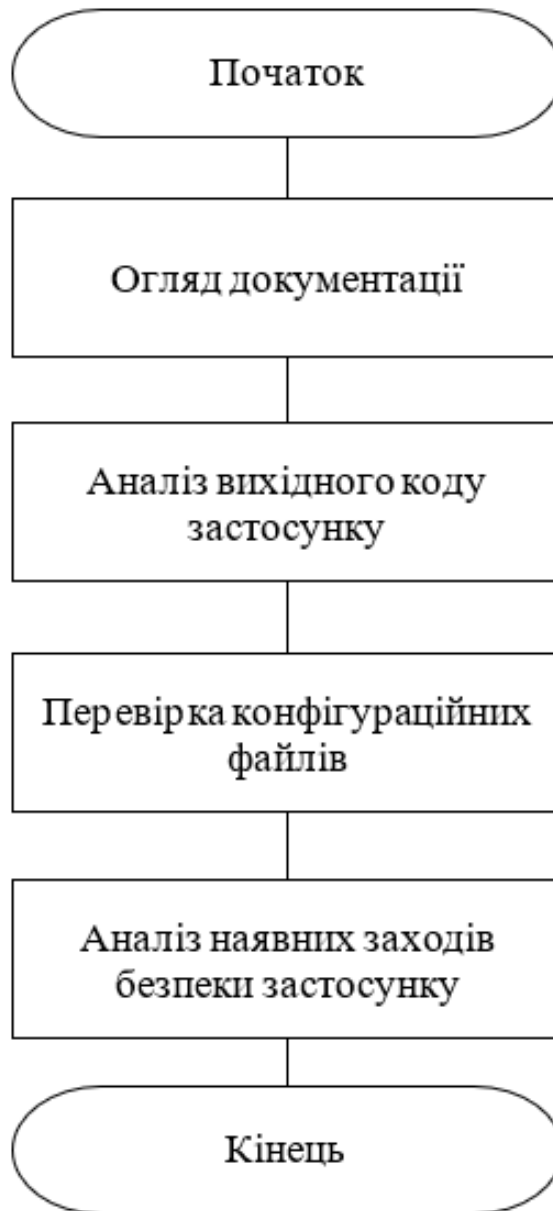 Початок
Огляд документації
Аналіз вихідного коду
застосунку
Перевірка конфігураційних
файлів
Аналіз наявних заходів
безпеки застосунку
Кінець